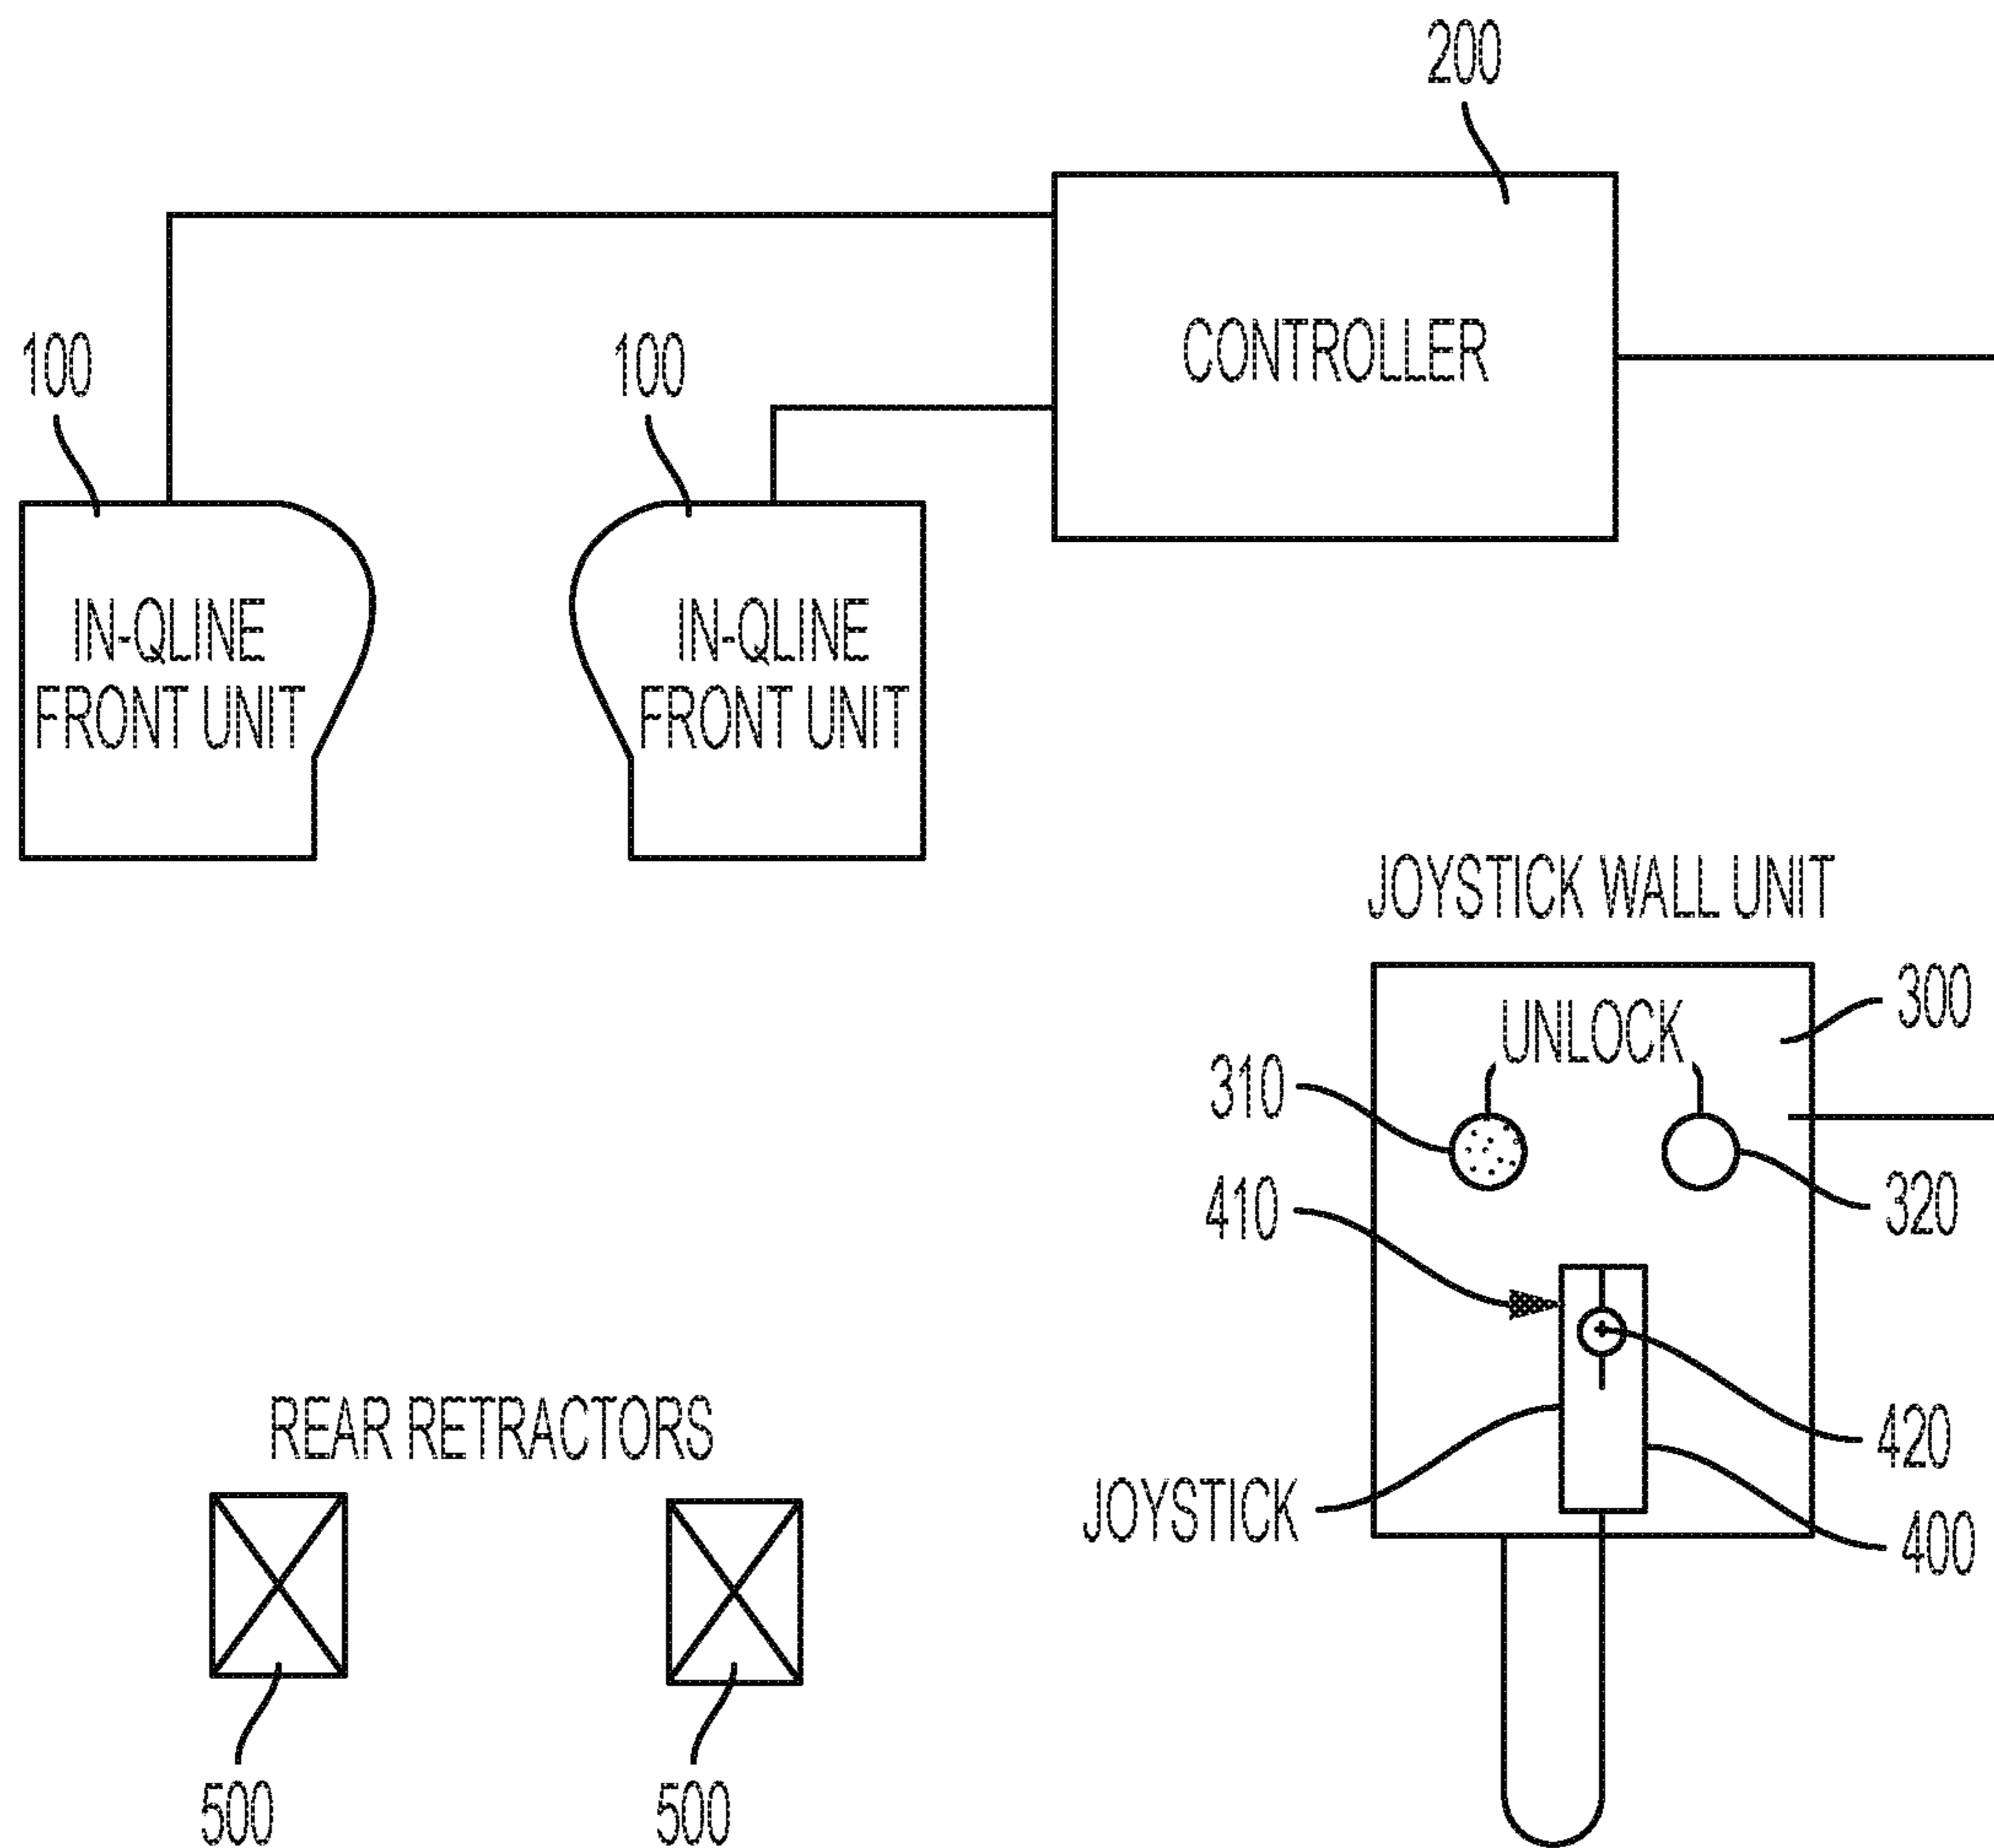 200
CONTROLLER
100
100
IN-QLINE
FRONT UNIT
IN-QLINE
FRONT UNIT
JOYSTICK WALL UNIT
300
UNLOCK
310
320
410
420
JOYSTICK
400
REAR RETRACTORS
500
500